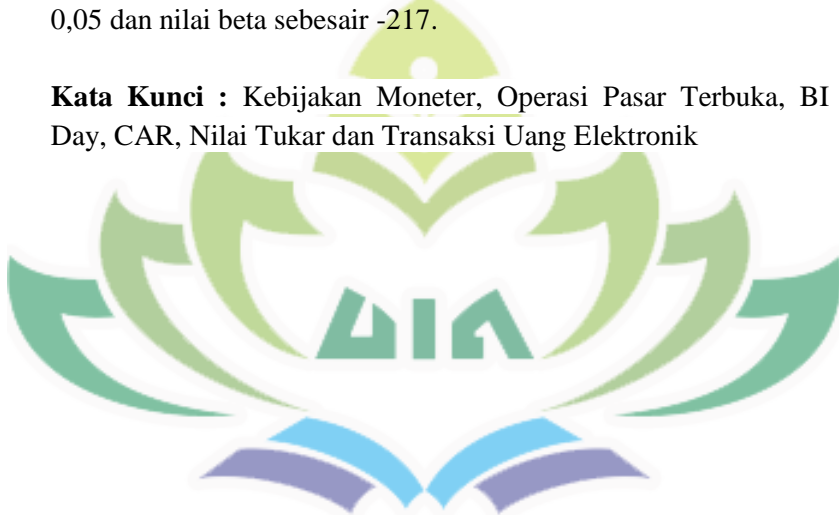 0,05 dan nilai beta sebesair -217.
Kata Kunci : Kebijakan Moneter, Operasi Pasar Terbuka, BI
Day, CAR, Nilai Tukar dan Transaksi Uang Elektronik
UIN